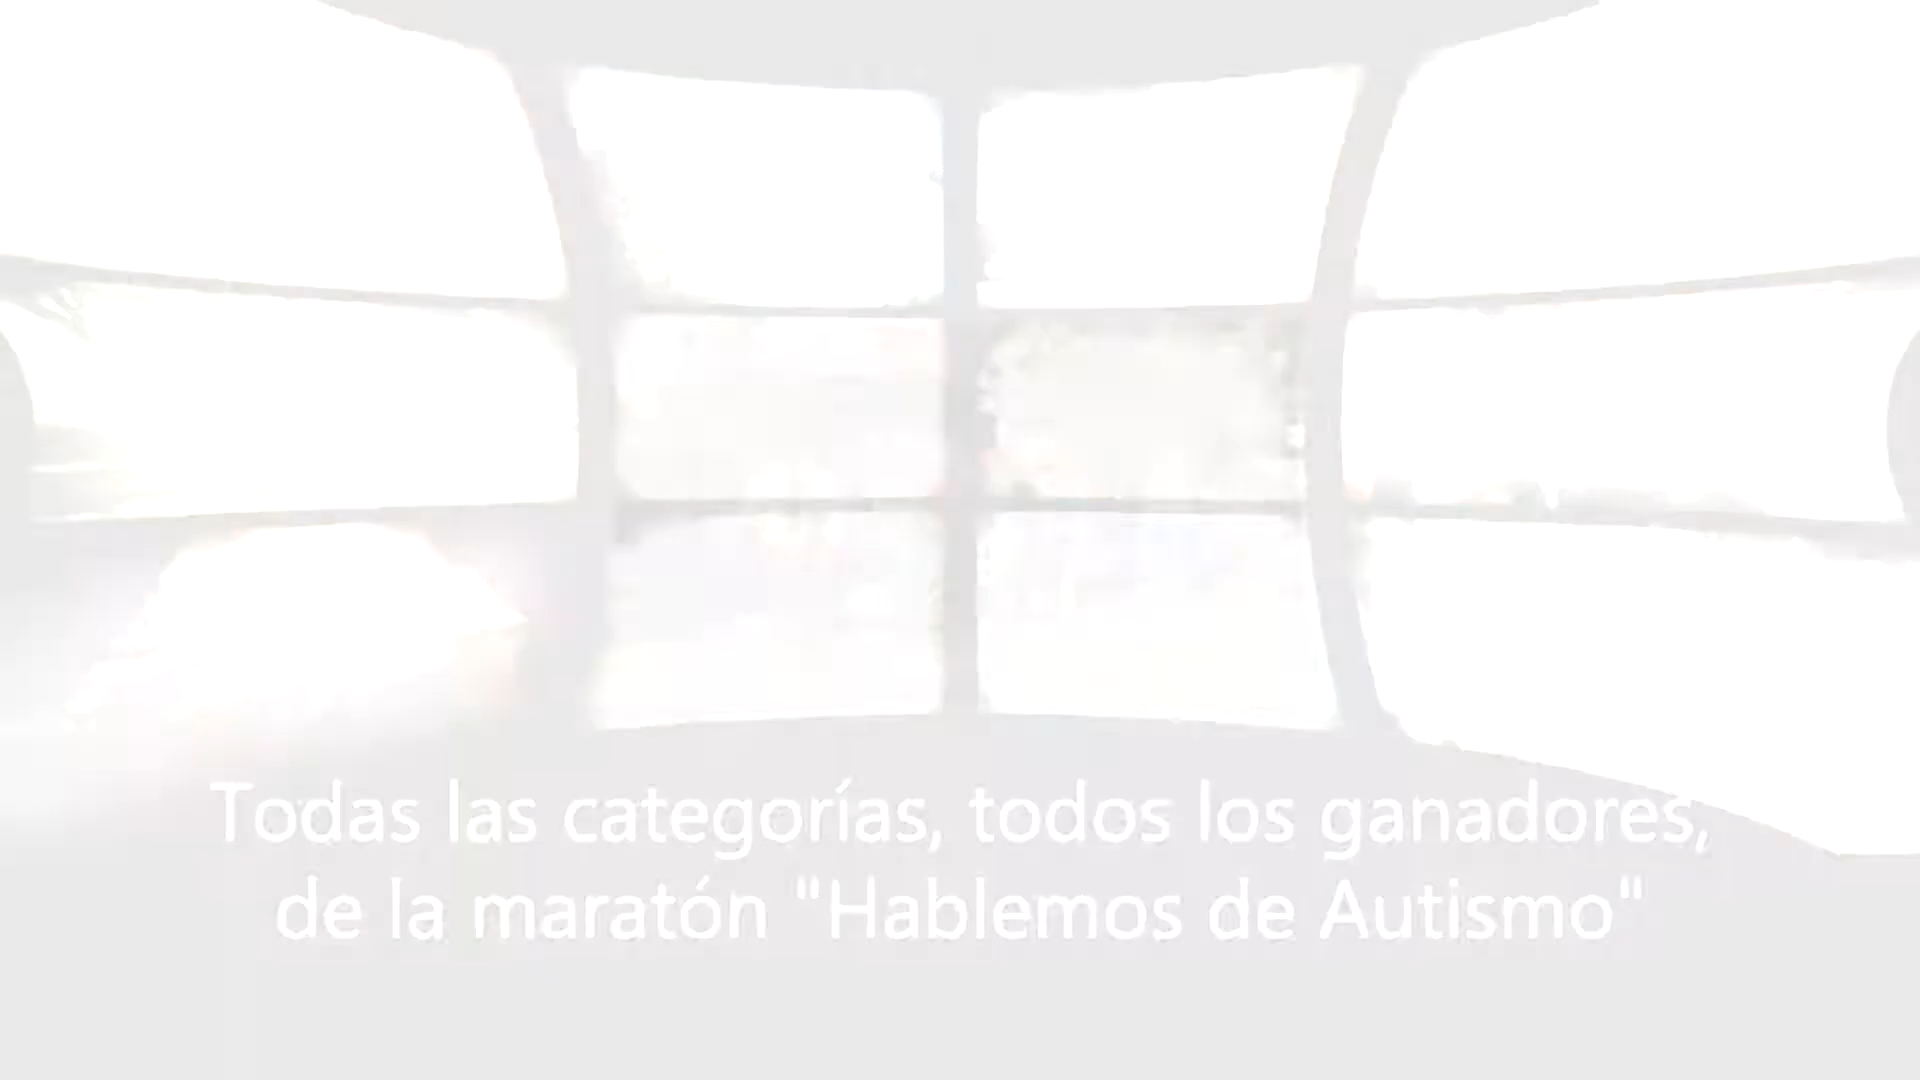 Todas las categorías, todos los ganadores,
de la maratón "Hablemos de Autismo"